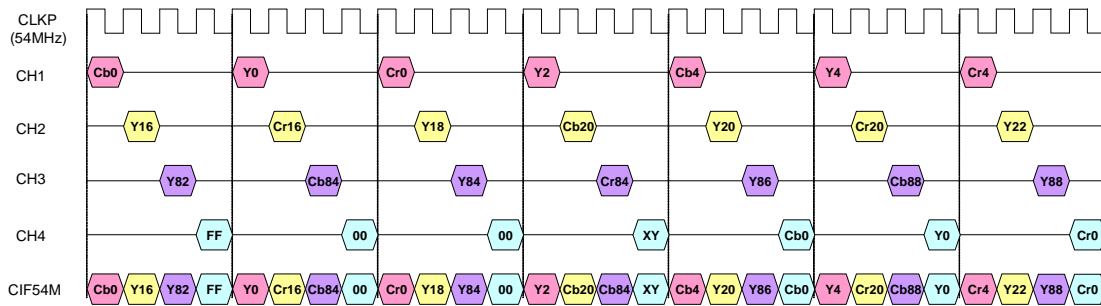 CLKP
(54MHz)
CH1 Cb0 Y0 Cr0 Y2 Cb4 Y4 Cr4
CH2 Y16 Cr16 Y18 Cb20 Y20 Cr20 Y22
CH3 Y82 Cb84 Y84 Cr84 Y86 Cb88 Y88
CH4 FF 00 00 XY Cb0 Y0 Cr0
CIF54M Cb0 Y16 Y82 FF Y0 Cr16 Cb84 00 Cr0 Y18 Y84 00 Y2 Cb20 Cb84 XY Cb4 Y20 Y86 Cb0 Y4 Cr20 Cb88 Y0 Cr4 Y22 Y88 Cr0